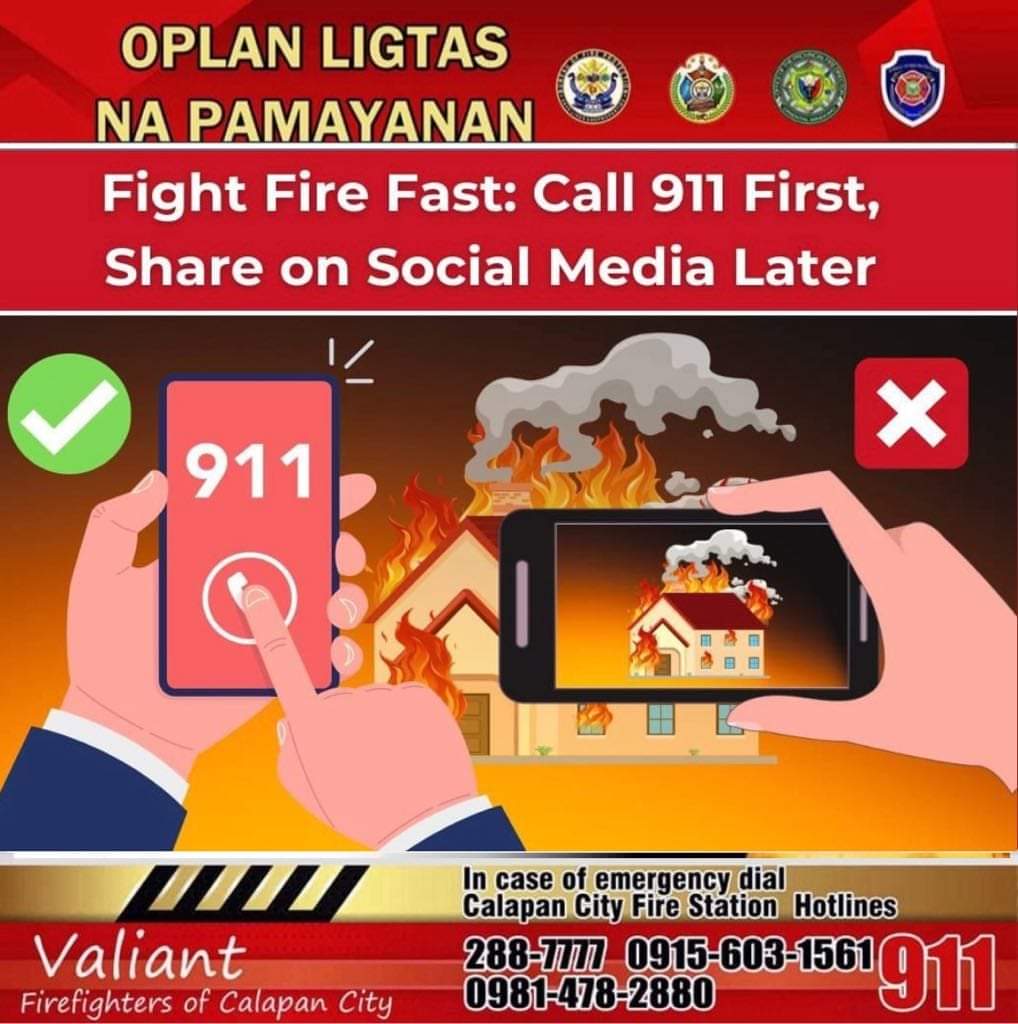 OPLAN LIGTAS
NA PAMAYANAN
Fight Fire Fast: Call 911 First,
Share on Social Media Later
911
In case of emergency dial
Calapan City Fire Station Hotlines
Valiant
Firefighters of Calapan City
288-7777 0915-603-1561
0981-478-2880
911